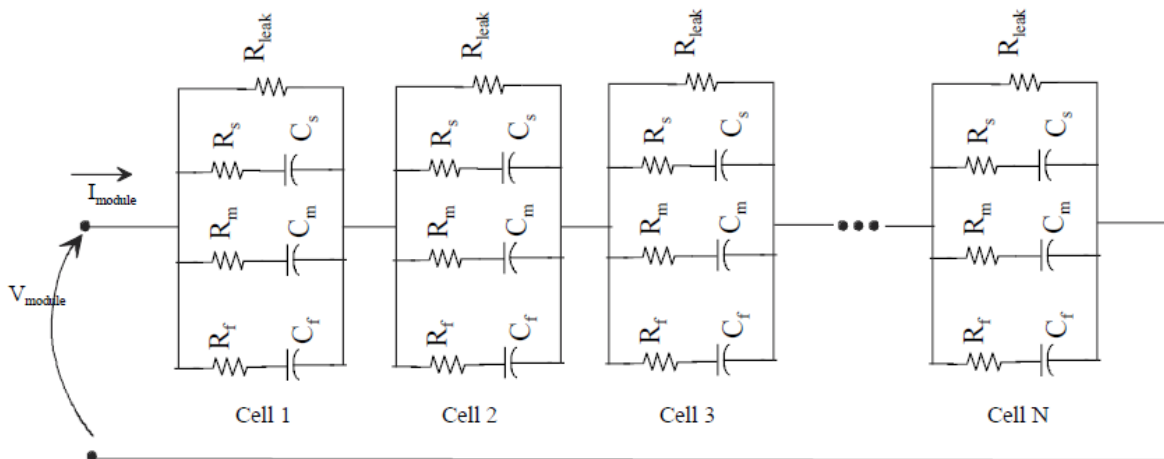 R_leak
R_leak
R_leak
R_leak
R_s C_s
R_s C_s
R_s C_s
R_s C_s
I_module
R_m C_m
R_m C_m
R_m C_m
R_m C_m
V_module
R_f C_f
R_f C_f
R_f C_f
R_f C_f
Cell 1
Cell 2
Cell 3
Cell N